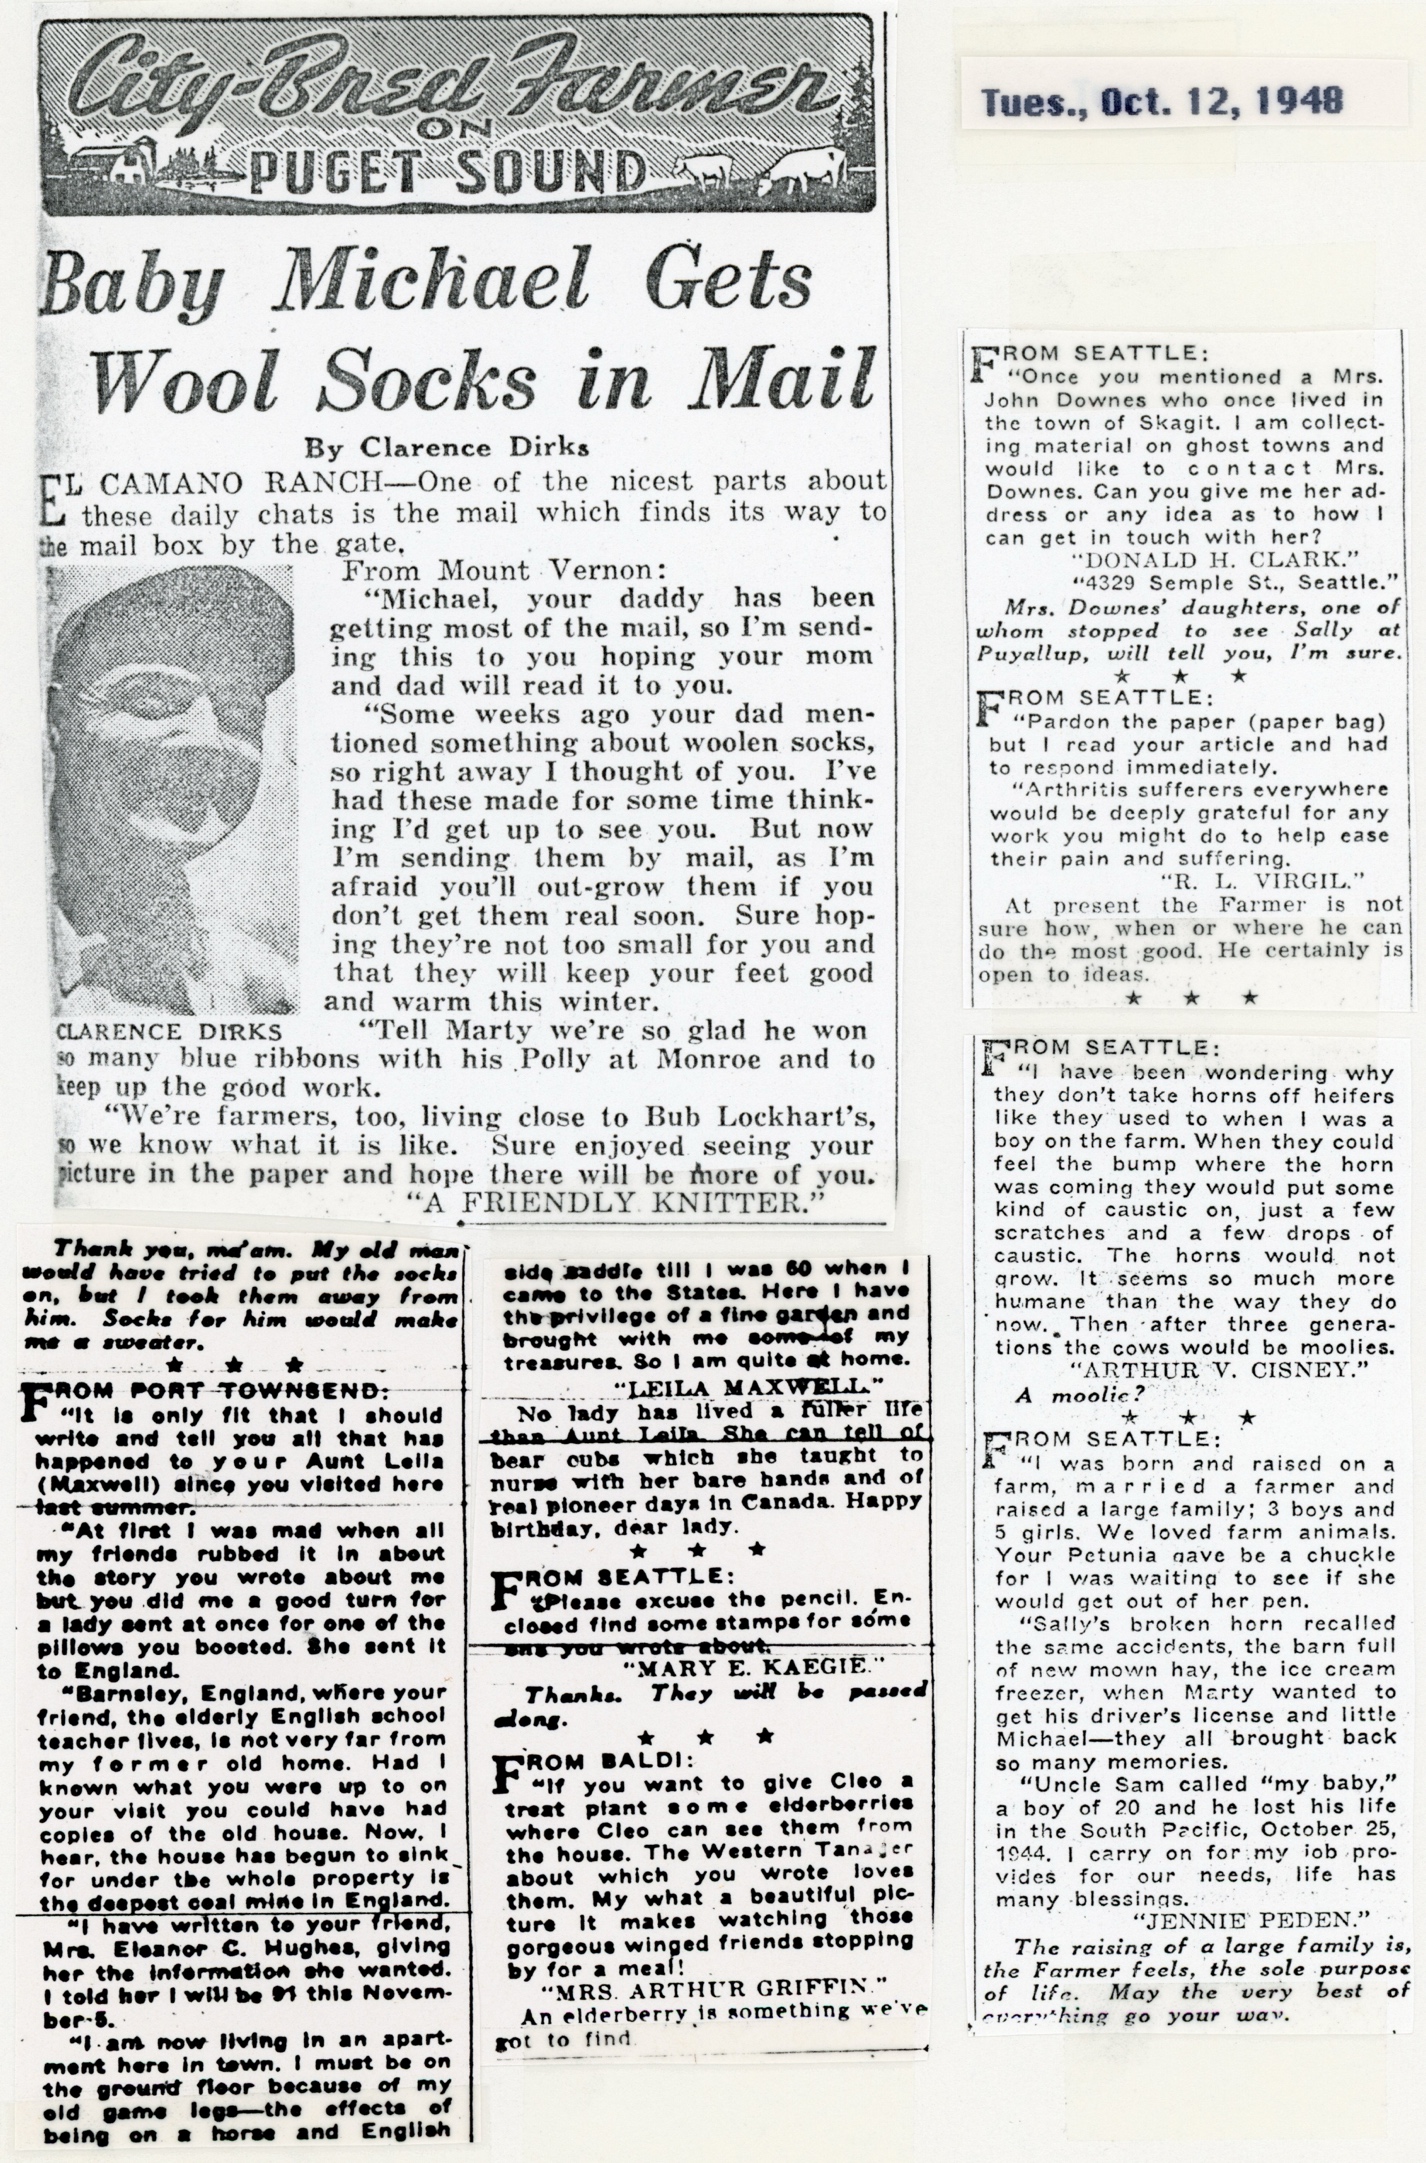 City-Bred Farmer
ON
PUGET SOUND
Tues., Oct. 12, 1948
Baby Michael Gets
Wool Socks in Mail
By Clarence Dirks
EL CAMANO RANCH—One of the nicest parts about
these daily chats is the mail which finds its way to
the mail box by the gate.
From Mount Vernon:
"Michael, your daddy has been
getting most of the mail, so I'm send-
ing this to you hoping your mom
and dad will read it to you.
"Some weeks ago your dad men-
tioned something about woolen socks,
so right away I thought of you. I've
had these made for some time think-
ing I'd get up to see you. But now
I'm sending them by mail, as I'm
afraid you'll out-grow them if you
don't get them real soon. Sure hop-
ing they're not too small for you and
that they will keep your feet good
and warm this winter.
CLARENCE DIRKS
"Tell Marty we're so glad he won
so many blue ribbons with his Polly at Monroe and to
keep up the good work.
"We're farmers, too, living close to Bub Lockhart's,
so we know what it is like. Sure enjoyed seeing your
picture in the paper and hope there will be more of you.
"A FRIENDLY KNITTER."
Thank you, ma'am. My old man
would have tried to put the socks
on, but I took them away from
him. Socks for him would make
me a sweater.
★ ★ ★
FROM PORT TOWNSEND:
"It is only fit that I should
write and tell you all that has
happened to your Aunt Leila
(Maxwell) since you visited here
last summer.
"At first I was mad when all
my friends rubbed it in about
the story you wrote about me
but you did me a good turn for
a lady sent at once for one of the
pillows you boosted. She sent it
to England.
"Barnsley, England, where your
friend, the elderly English school
teacher lives, is not very far from
my former old home. Had I
known what you were up to on
your visit you could have had
copies of the old house. Now, I
hear, the house has begun to sink
for under the whole property is
the deepest coal mine in England.
"I have written to your friend,
Mrs. Eleanor C. Hughes, giving
her the information she wanted.
I told her I will be 91 this Novem-
ber 5.
"I am now living in an apart-
ment here in town. I must be on
the ground floor because of my
old game legs—the effects of
being on a horse and English
side saddle till I was 60 when I
came to the States. Here I have
the privilege of a fine garden and
brought with me some of my
treasures. So I am quite at home.
"LEILA MAXWELL."
No lady has lived a fuller life
than Aunt Leila. She can tell of
bear cubs which she taught to
nurse with her bare hands and of
real pioneer days in Canada. Happy
birthday, dear lady.
★ ★ ★
FROM SEATTLE:
"Please excuse the pencil. En-
closed find some stamps for some
one you wrote about.
"MARY E. KAEGIE."
Thanks. They will be passed
along.
★ ★ ★
FROM BALDI:
"If you want to give Cleo a
treat plant some elderberries
where Cleo can see them from
the house. The Western Tanager
about which you wrote loves
them. My what a beautiful pic-
ture it makes watching those
gorgeous winged friends stopping
by for a meal!
"MRS. ARTHUR GRIFFIN."
An elderberry is something we've
got to find.
FROM SEATTLE:
"Once you mentioned a Mrs.
John Downes who once lived in
the town of Skagit. I am collect-
ing material on ghost towns and
would like to contact Mrs.
Downes. Can you give me her ad-
dress or any idea as to how I
can get in touch with her?
"DONALD H. CLARK."
"4329 Semple St., Seattle."
Mrs. Downes' daughters, one of
whom stopped to see Sally at
Puyallup, will tell you, I'm sure.
★ ★ ★
FROM SEATTLE:
"Pardon the paper (paper bag)
but I read your article and had
to respond immediately.
"Arthritis sufferers everywhere
would be deeply grateful for any
work you might do to help ease
their pain and suffering.
"R. L. VIRGIL."
At present the Farmer is not
sure how, when or where he can
do the most good. He certainly is
open to ideas.
★ ★ ★
FROM SEATTLE:
"I have been wondering why
they don't take horns off heifers
like they used to when I was a
boy on the farm. When they could
feel the bump where the horn
was coming they would put some
kind of caustic on, just a few
scratches and a few drops of
caustic. The horns would not
grow. It seems so much more
humane than the way they do
now. Then after three genera-
tions the cows would be moolies.
"ARTHUR V. CISNEY."
A moolie?
★ ★ ★
FROM SEATTLE:
"I was born and raised on a
farm, married a farmer and
raised a large family; 3 boys and
5 girls. We loved farm animals.
Your Petunia gave be a chuckle
for I was waiting to see if she
would get out of her pen.
"Sally's broken horn recalled
the same accidents, the barn full
of new mown hay, the ice cream
freezer, when Marty wanted to
get his driver's license and little
Michael—they all brought back
so many memories.
"Uncle Sam called "my baby,"
a boy of 20 and he lost his life
in the South Pacific, October 25,
1944. I carry on for my job pro-
vides for our needs, life has
many blessings.
"JENNIE PEDEN."
The raising of a large family is,
the Farmer feels, the sole purpose
of life. May the very best of
everything go your way.